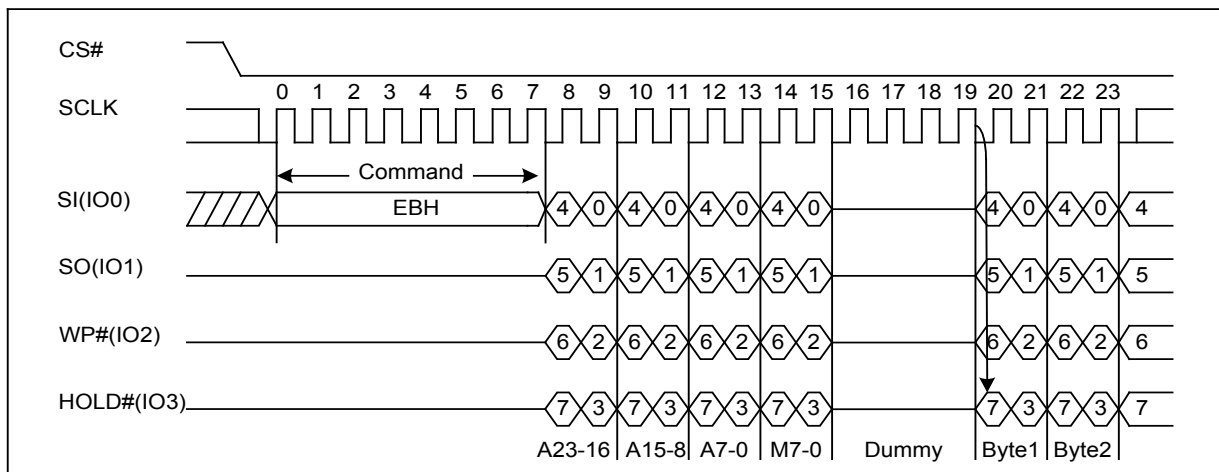 CS#
0 1 2 3 4 5 6 7 8 9 10 11 12 13 14 15 16 17 18 19 20 21 22 23
SCLK
Command
SI(IO0) EBH 4 0 4 0 4 0 4 0 4 0 4 0 4
SO(IO1) 5 1 5 1 5 1 5 1 5 1 5 1 5
WP#(IO2) 6 2 6 2 6 2 6 2 6 2 6 2 6
HOLD#(IO3) 7 3 7 3 7 3 7 3 7 3 7 3 7
A23-16 A15-8 A7-0 M7-0 Dummy Byte1 Byte2